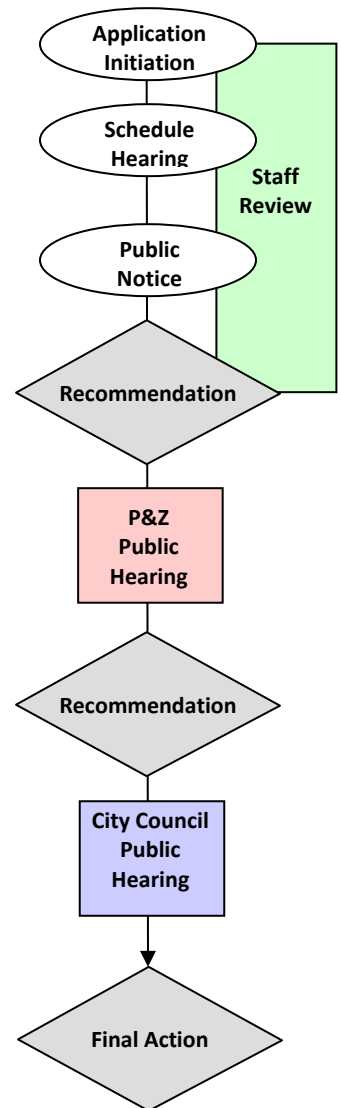 Application
Initiation
Schedule
Hearing
Staff
Review
Public
Notice
Recommendation
P&Z
Public
Hearing
Recommendation
City Council
Public
Hearing
Final Action